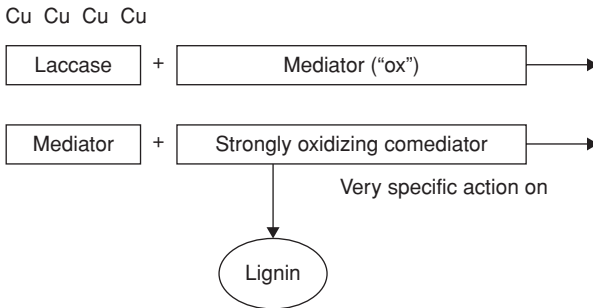 Cu Cu Cu Cu
Laccase + Mediator (“ox”)
Mediator + Strongly oxidizing comediator
Very specific action on
Lignin